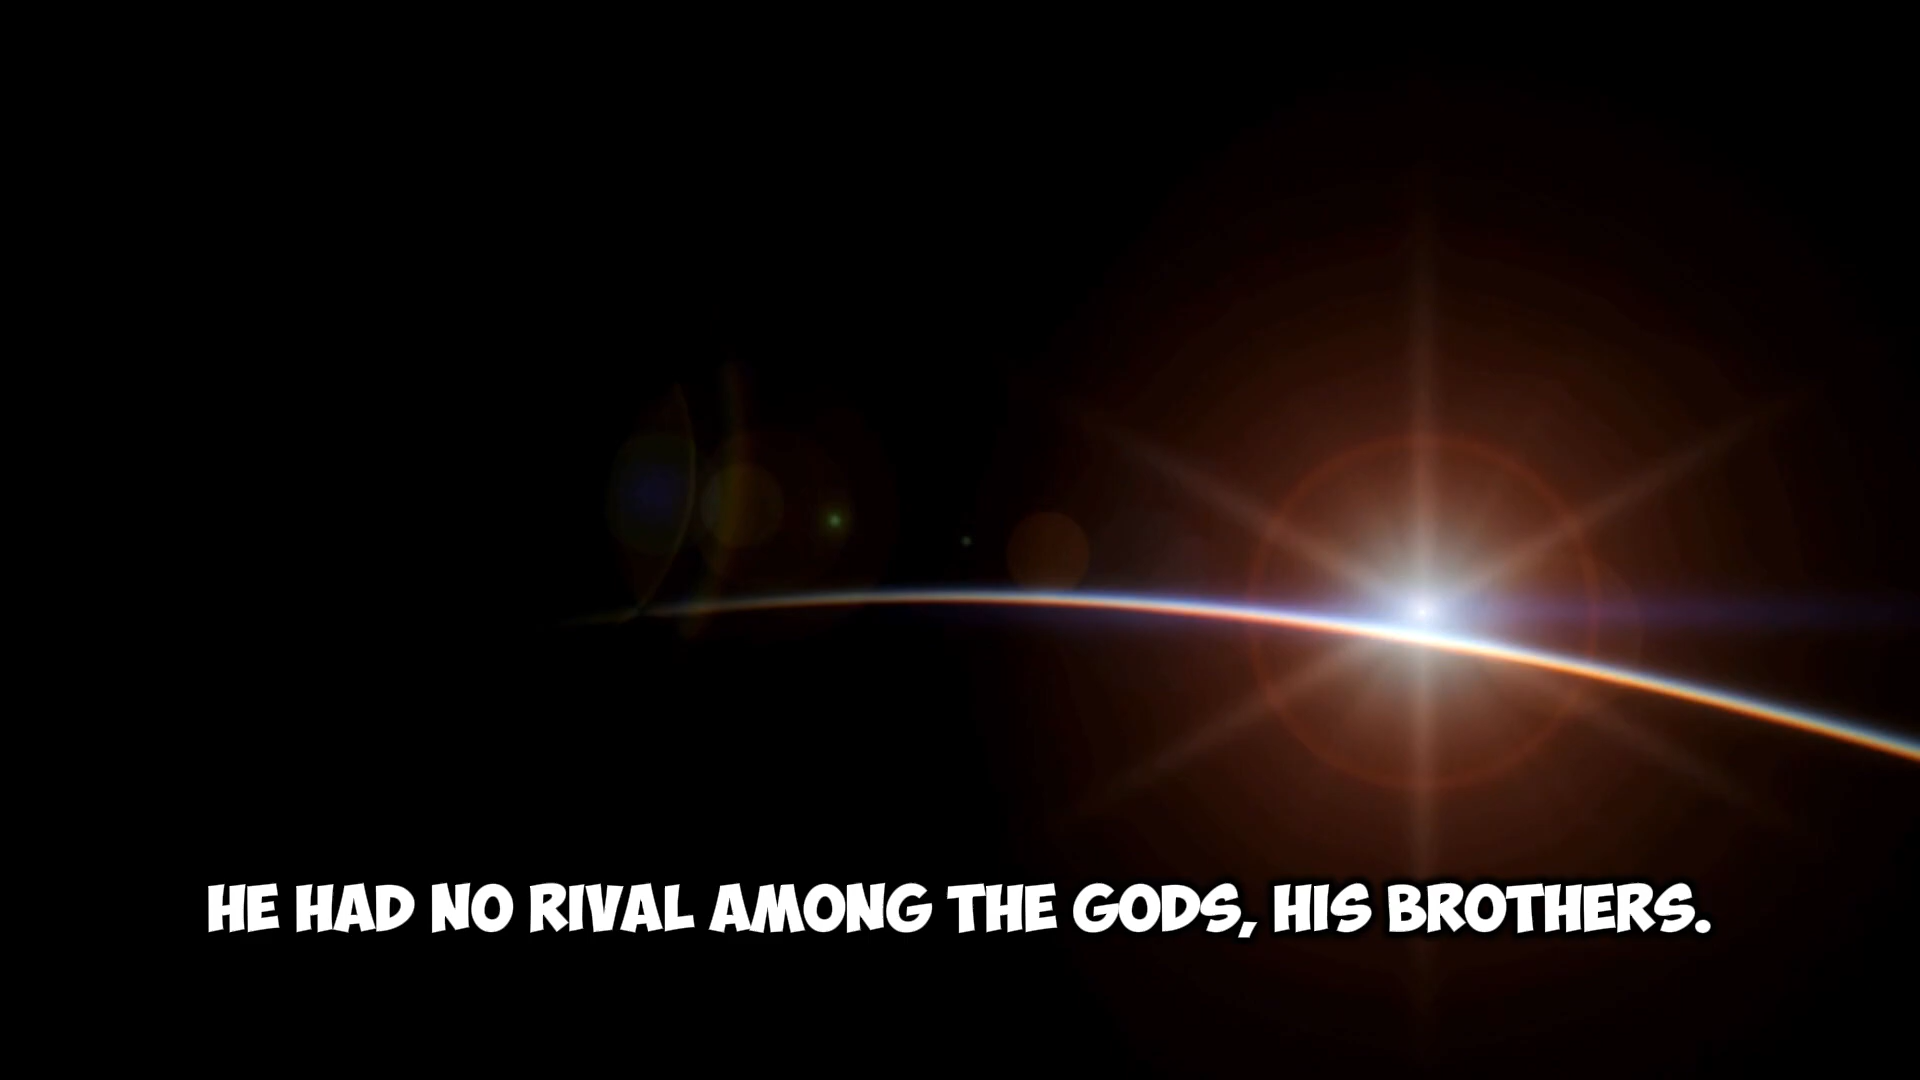 HE HAD NO RIVAL AMONG THE GODS, HIS BROTHERS.